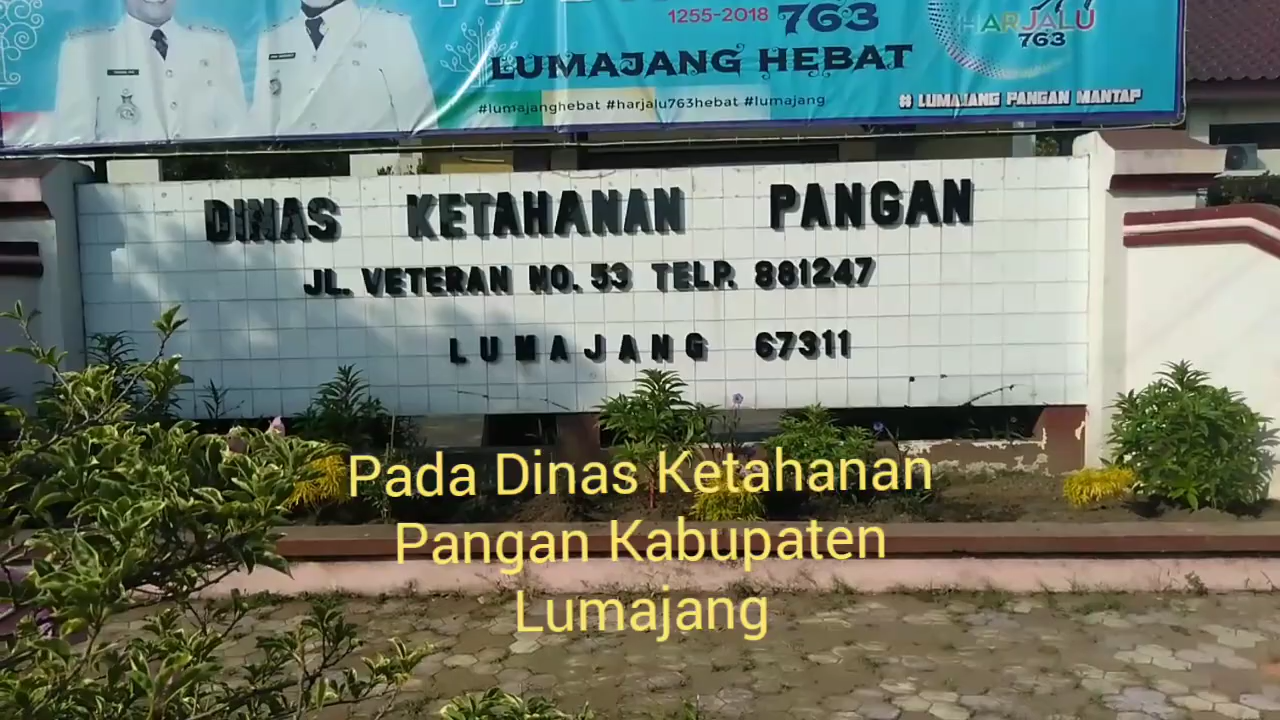 1255-2018 763
HARJALU
763
LUMAJANG HEBAT
#lumajanghebat #harjalu763hebat #lumajang
# LUMAJANG PANGAN MANTAP
DINAS KETAHANAN PANGAN
JL. VETERAN NO. 53 TELP. 881247
LUMAJANG 67311
Pada Dinas Ketahanan
Pangan Kabupaten
Lumajang